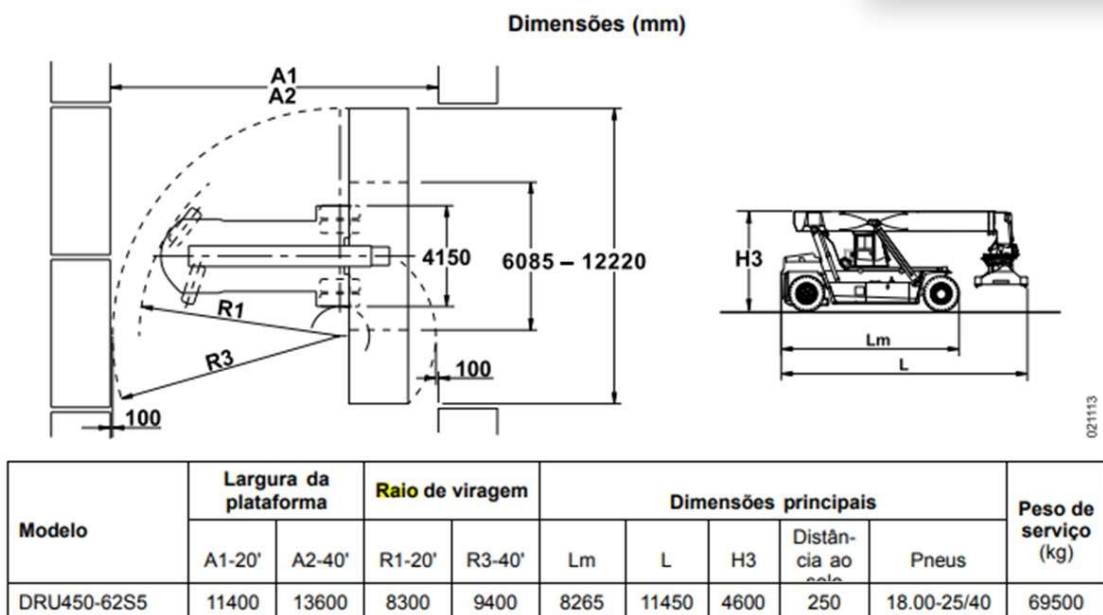 Dimensões (mm)
A1
A2
4150
6085 – 12220
R1
R3
100
100
H3
Lm
L
021113
Modelo
Largura da plataforma
Raio de viragem
Dimensões principais
Peso de serviço (kg)
A1-20' A2-40' R1-20' R3-40' Lm L H3 Distân-cia ao solo Pneus
DRU450-62S5 11400 13600 8300 9400 8265 11450 4600 250 18.00-25/40 69500